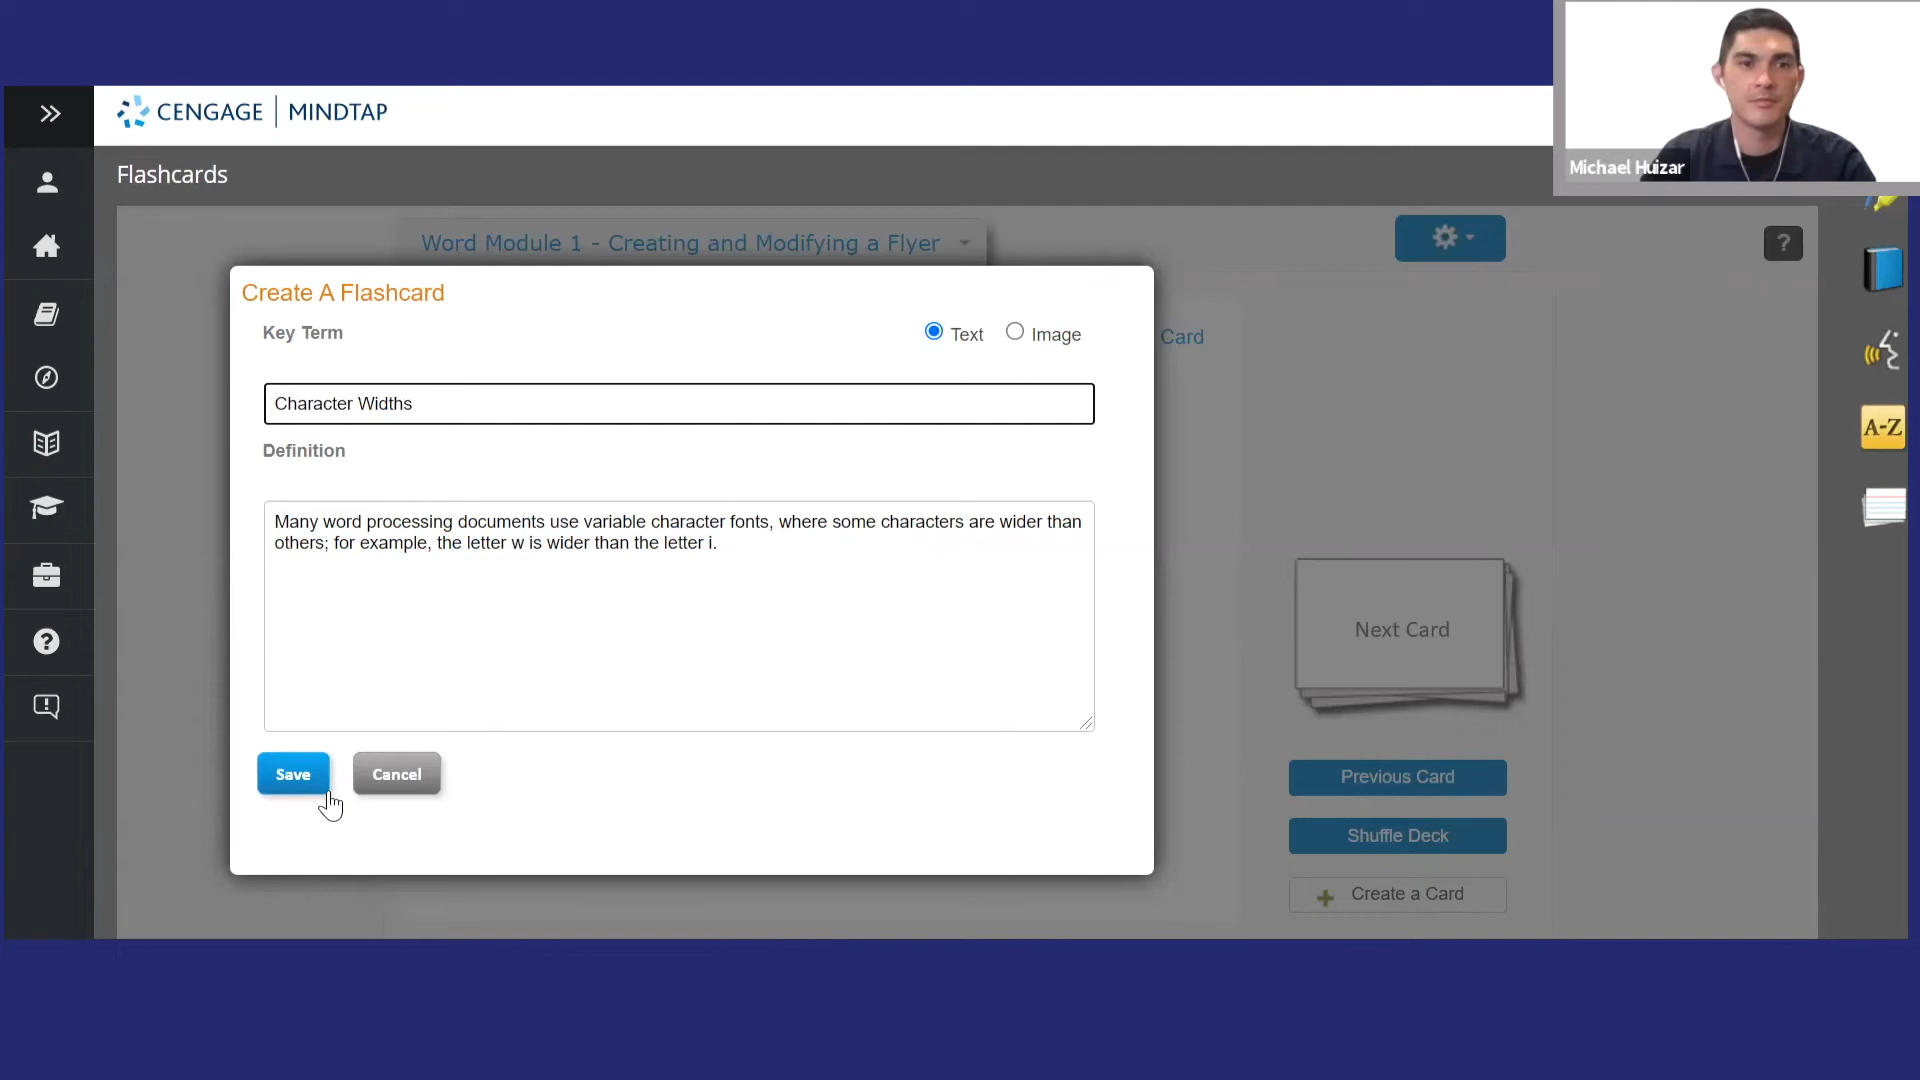 CENGAGE | MINDTAP
Michael Huizar
Flashcards
Word Module 1 - Creating and Modifying a Flyer
?
Create A Flashcard
Key Term
Text
Image
Card
Character Widths
Definition
A-Z
Many word processing documents use variable character fonts, where some characters are wider than
others; for example, the letter w is wider than the letter i.
Next Card
Save
Cancel
Previous Card
Shuffle Deck
Create a Card